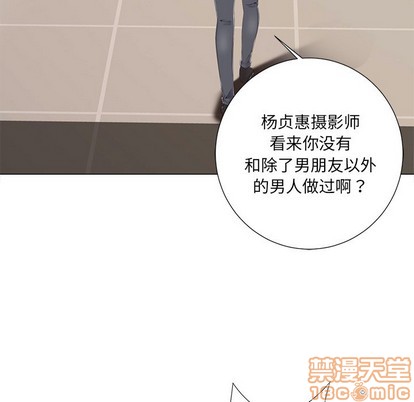 杨贞惠摄影师
看来你没有
和除了男朋友以外
的男人做过啊？
禁漫天堂
18comic